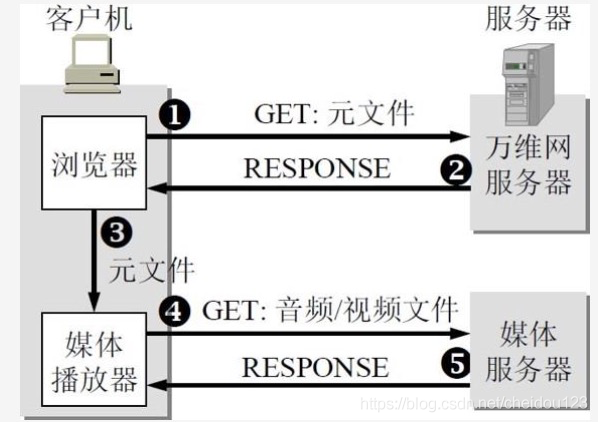 客户机
服务器
❶
GET: 元文件
浏览器
RESPONSE
❷
万维网
服务器
❸
元文件
❹
GET: 音频/视频文件
媒体
播放器
RESPONSE
❺
媒体
服务器
https://blog.csdn.net/cheidou123